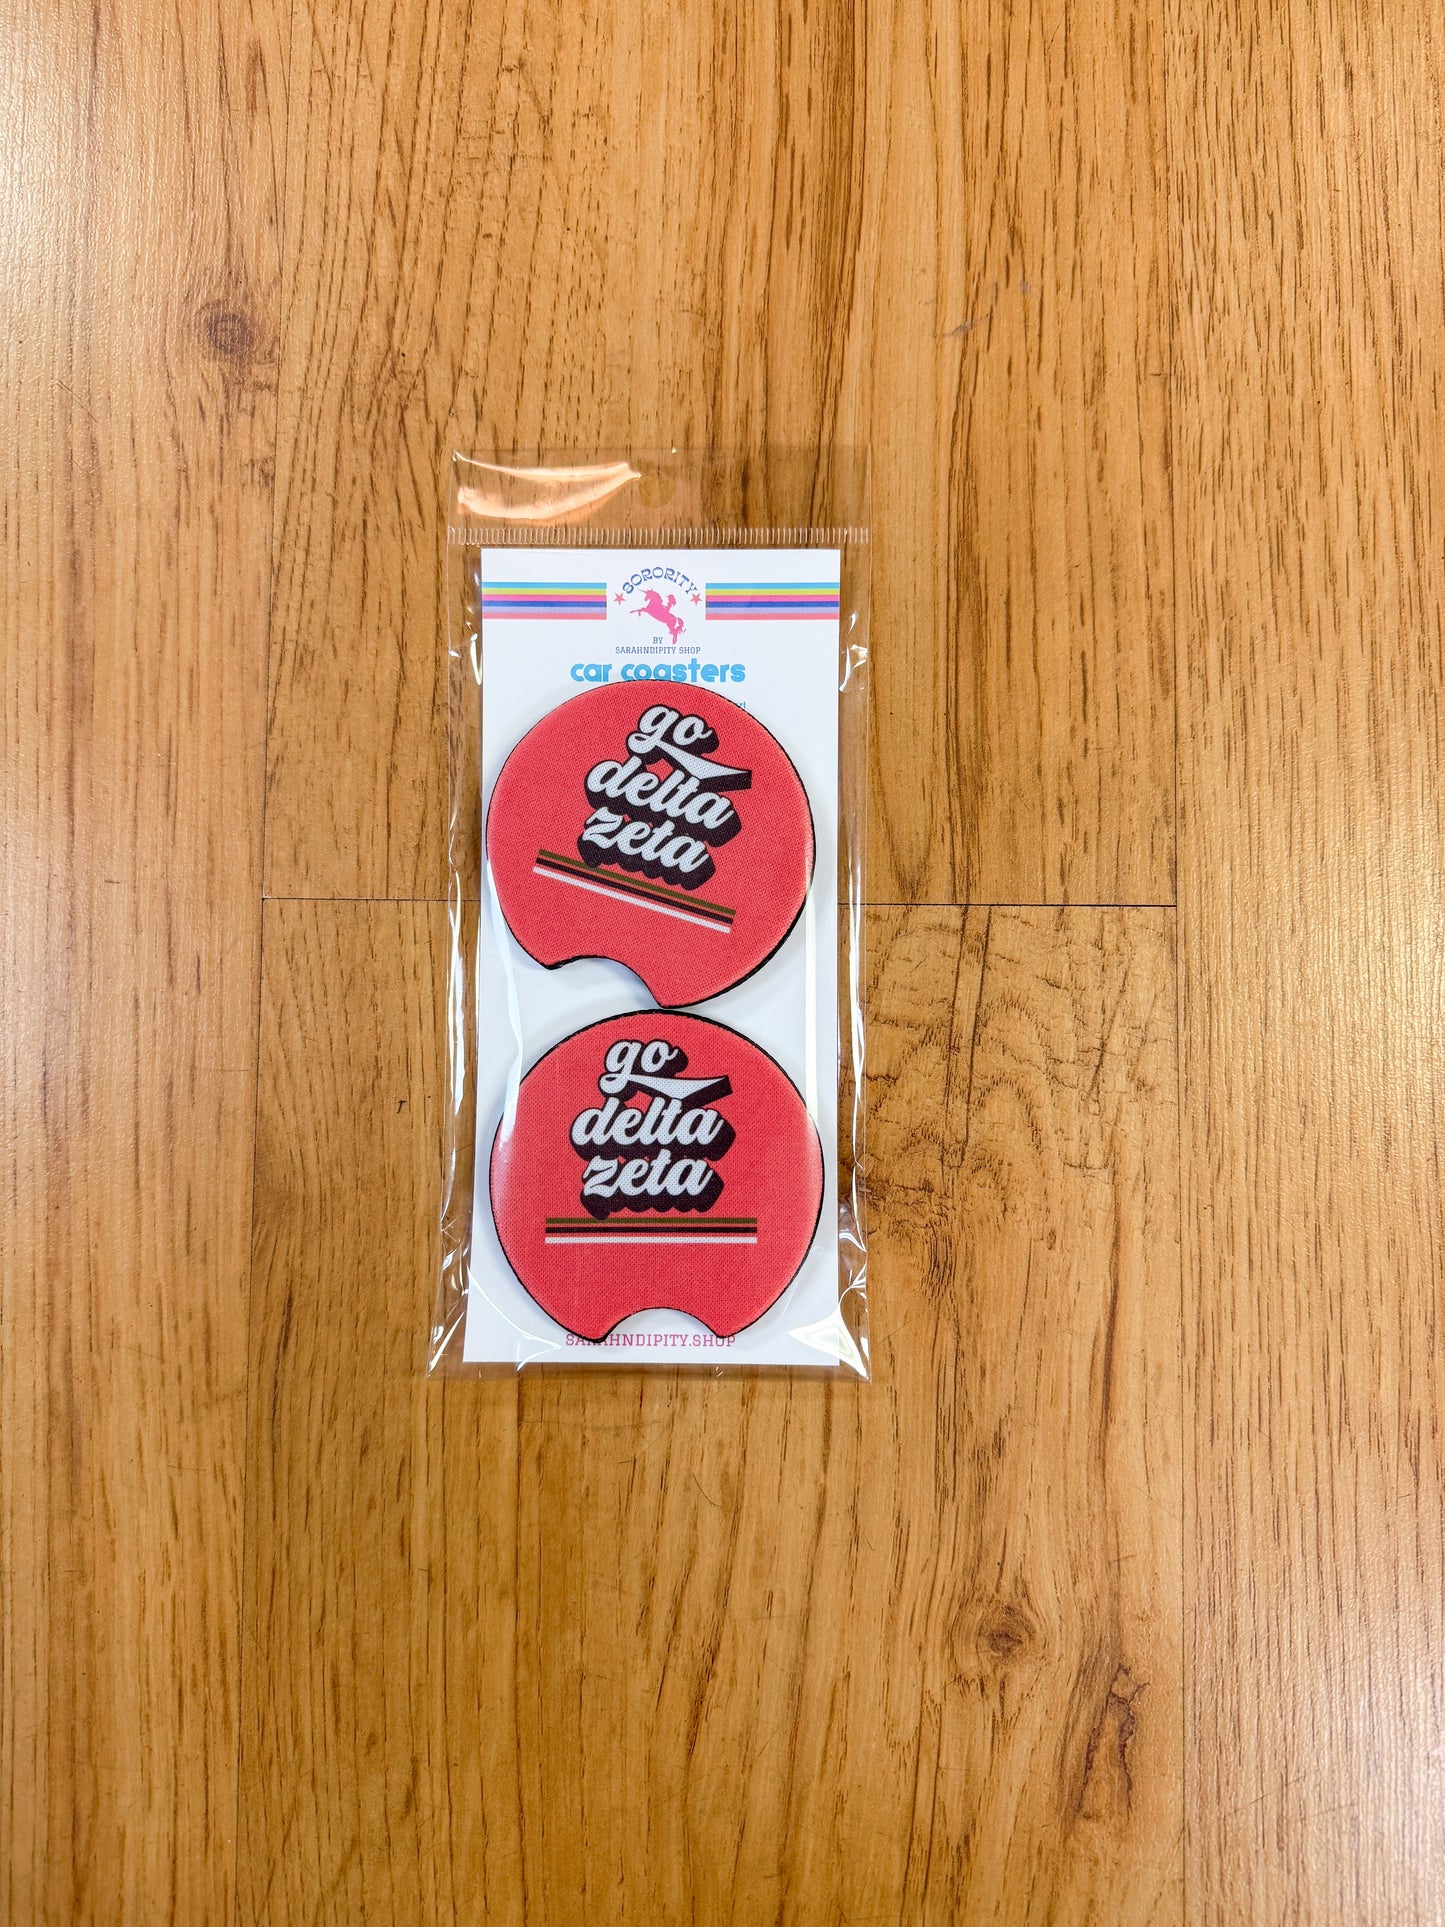 SORORITY
BY
SARAHNDIPITY SHOP
car coasters
go
delta
zeta
go
delta
zeta
SARAHNDIPITY.SHOP